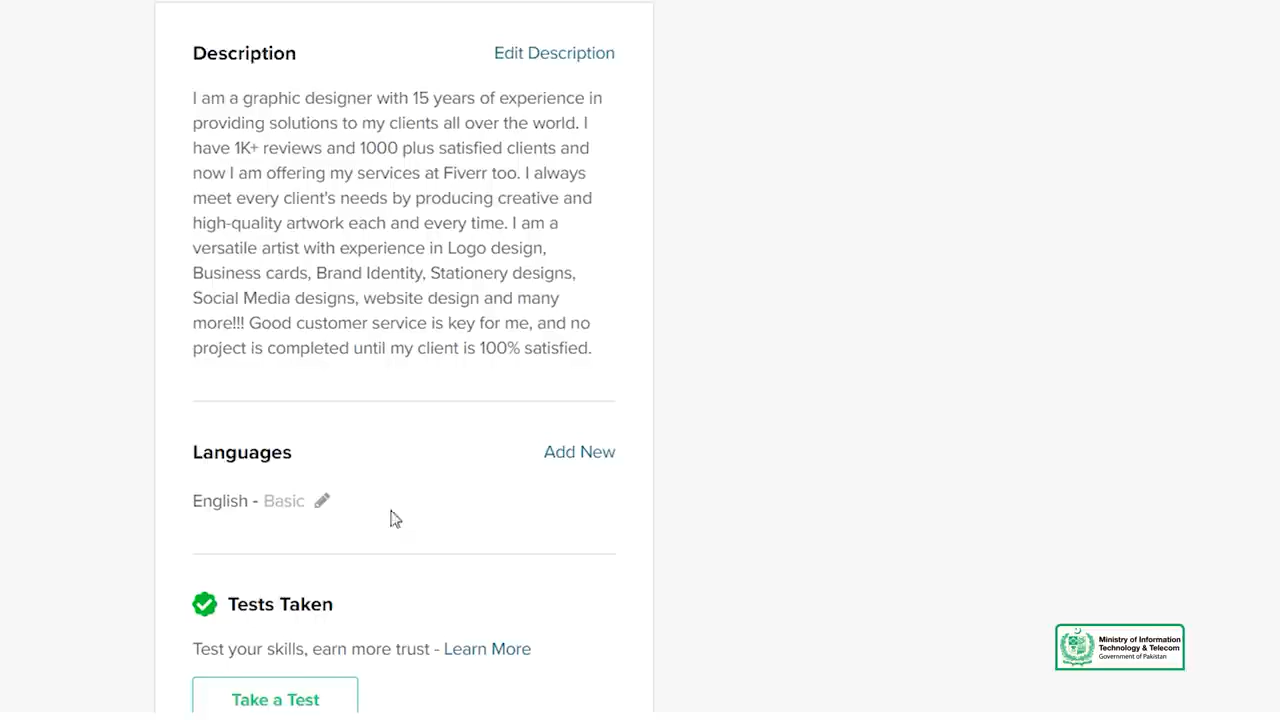 Description
Edit Description
I am a graphic designer with 15 years of experience in
providing solutions to my clients all over the world. I
have 1K+ reviews and 1000 plus satisfied clients and
now I am offering my services at Fiverr too. I always
meet every client's needs by producing creative and
high-quality artwork each and every time. I am a
versatile artist with experience in Logo design,
Business cards, Brand Identity, Stationery designs,
Social Media designs, website design and many
more!!! Good customer service is key for me, and no
project is completed until my client is 100% satisfied.
Languages
Add New
English - Basic
Tests Taken
Test your skills, earn more trust - Learn More
Take a Test
Ministry of Information
Technology & Telecom
Government of Pakistan